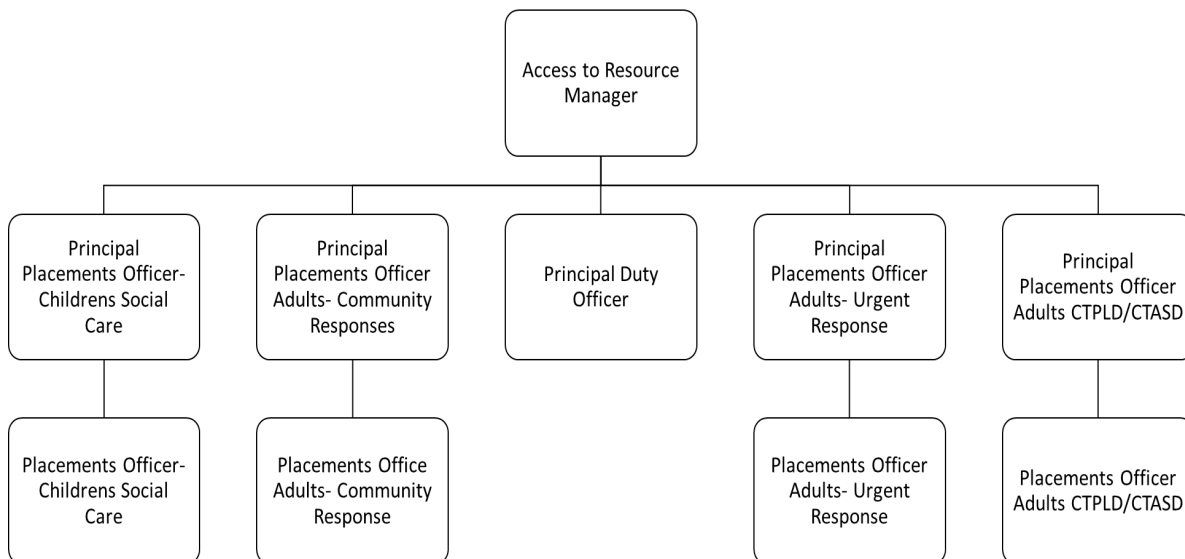 Access to Resource
Manager
Principal
Placements Officer-
Childrens Social
Care
Principal
Placements Officer
Adults- Community
Responses
Principal Duty
Officer
Principal
Placements Officer
Adults- Urgent
Response
Principal
Placements Officer
Adults CTPLD/CTASD
Placements Officer-
Childrens Social
Care
Placements Office
Adults- Community
Response
Placements Officer
Adults- Urgent
Response
Placements Officer
Adults CTPLD/CTASD